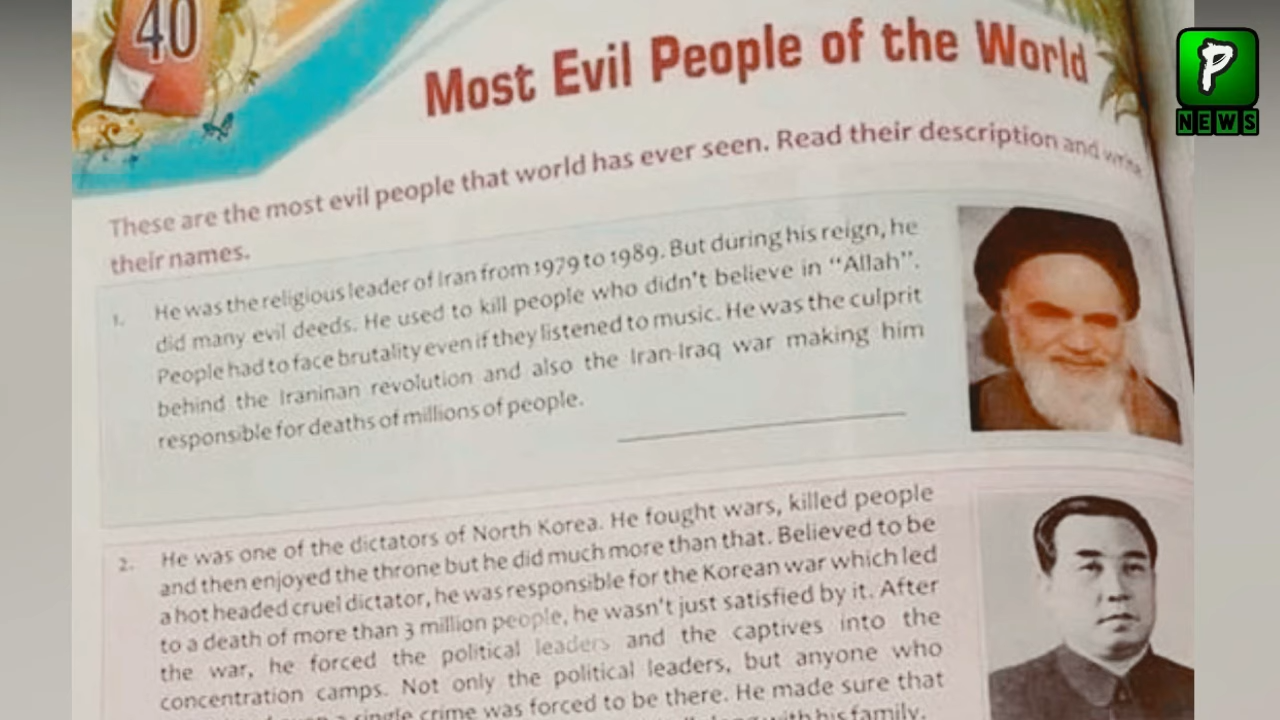 40
P
NEWS
Most Evil People of the World
These are the most evil people that world has ever seen. Read their description and write
their names.
1. He was the religious leader of Iran from 1979 to 1989. But during his reign, he
did many evil deeds. He used to kill people who didn't believe in “Allah”.
People had to face brutality even if they listened to music. He was the culprit
behind the Iraninan revolution and also the Iran-Iraq war making him
responsible for deaths of millions of people.
2. He was one of the dictators of North Korea. He fought wars, killed people
and then enjoyed the throne but he did much more than that. Believed to be
a hot headed cruel dictator, he was responsible for the Korean war which led
to a death of more than 3 million people, he wasn't just satisfied by it. After
the war, he forced the political leaders and the captives into the
concentration camps. Not only the political leaders, but anyone who
single crime was forced to be there. He made sure that
with his family.